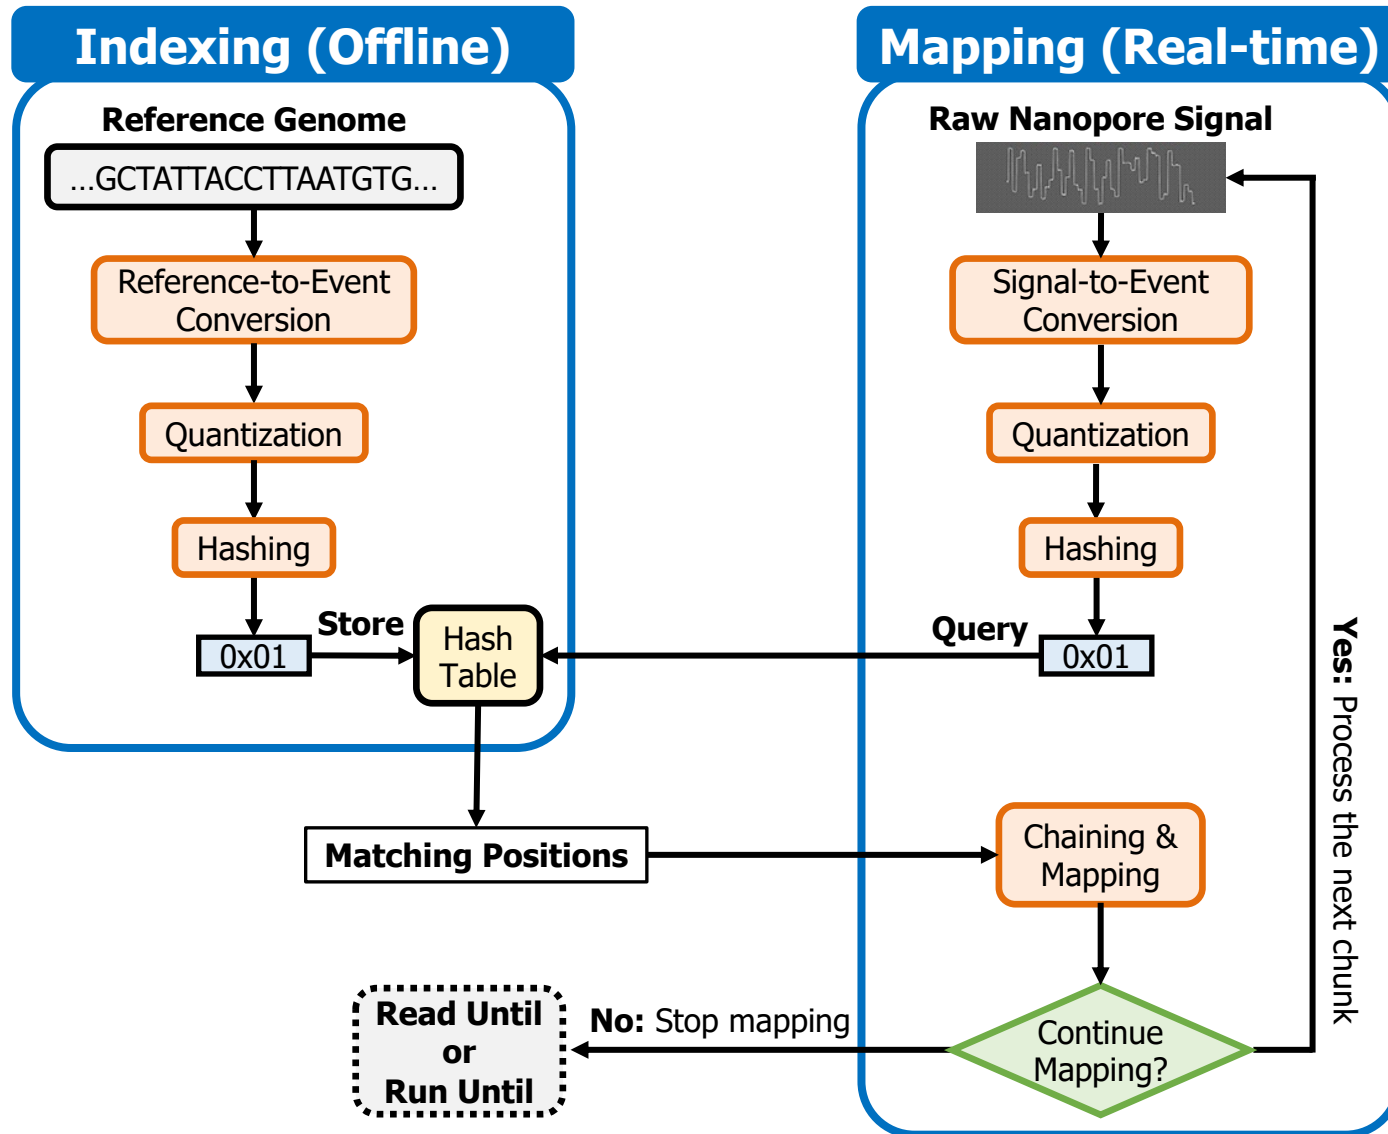 Indexing (Offline)
Reference Genome
...GCTATTACCTTAATGTG...
Reference-to-Event
Conversion
Quantization
Hashing
0x01
Store
Hash
Table
Matching Positions
Mapping (Real-time)
Raw Nanopore Signal
Signal-to-Event
Conversion
Quantization
Hashing
Query
0x01
Chaining &
Mapping
Continue
Mapping?
Yes: Process the next chunk
No: Stop mapping
Read Until
or
Run Until